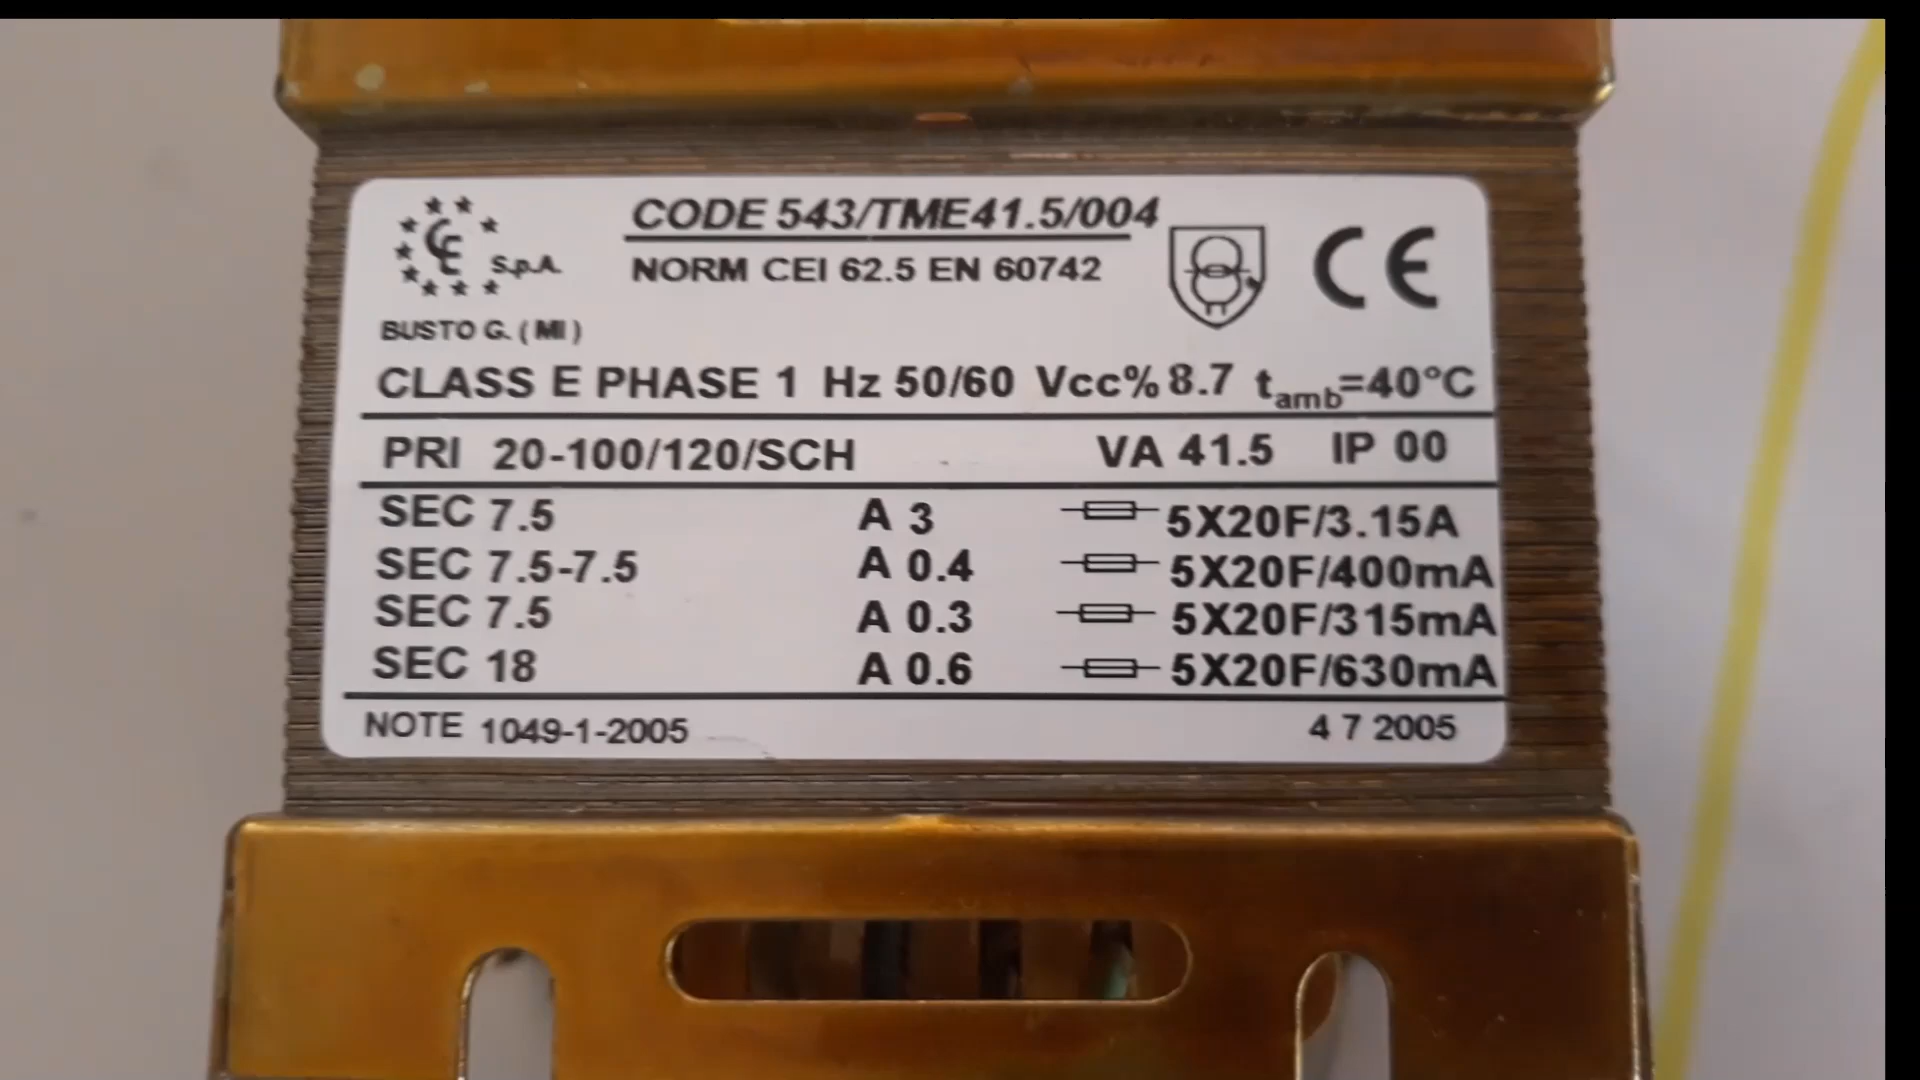 CE S.p.A.
CODE 543/TME41.5/004
NORM CEI 62.5 EN 60742
CE
BUSTO G. (MI)
CLASS E PHASE 1 Hz 50/60 Vcc% 8.7 tamb=40°C
PRI 20-100/120/SCH VA 41.5 IP 00
SEC 7.5 A 3 5X20F/3.15A
SEC 7.5-7.5 A 0.4 5X20F/400mA
SEC 7.5 A 0.3 5X20F/315mA
SEC 18 A 0.6 5X20F/630mA
NOTE 1049-1-2005 4 7 2005